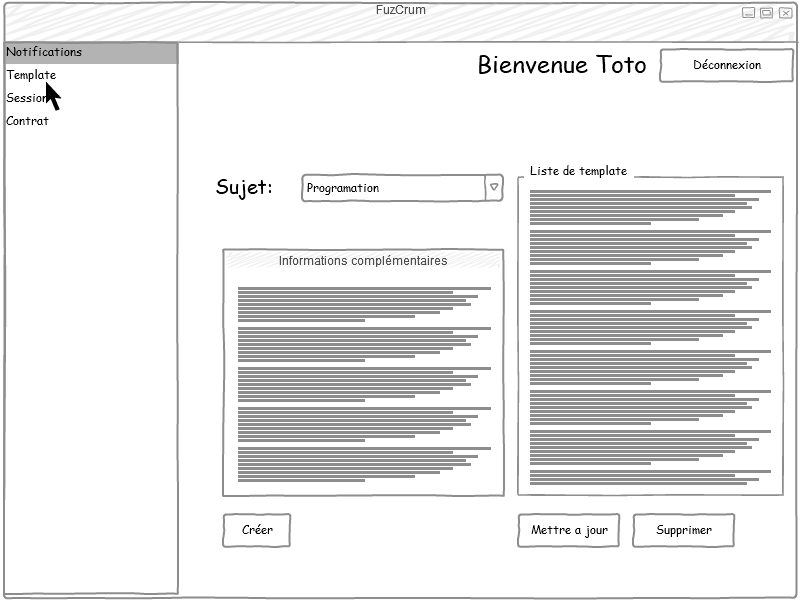 FuzCrum
Notifications
Template
Session
Contrat
Bienvenue Toto
Déconnexion
Sujet:
Programation
Informations complémentaires
Créer
Liste de template
Mettre a jour
Supprimer